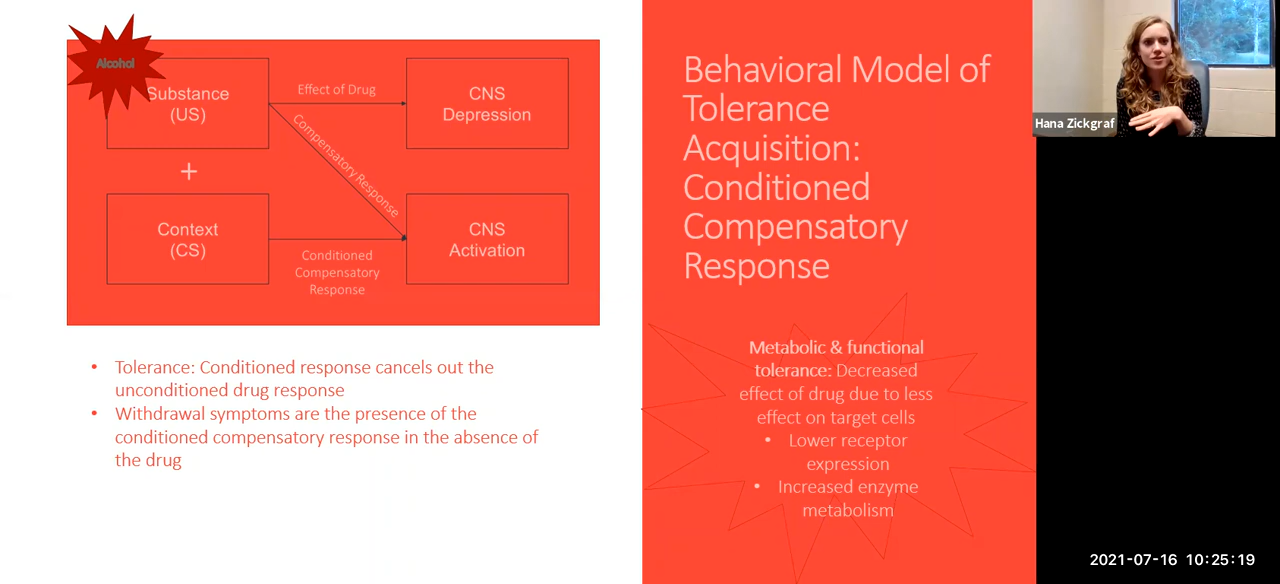 Alcohol
Substance
(US)
Effect of Drug
CNS
Depression
Compensatory Response
+
Context
(CS)
Conditioned
Compensatory
Response
CNS
Activation
• Tolerance: Conditioned response cancels out the
unconditioned drug response
• Withdrawal symptoms are the presence of the
conditioned compensatory response in the absence of
the drug
Behavioral Model of
Tolerance
Acquisition:
Conditioned
Compensatory
Response
Metabolic & functional
tolerance: Decreased
effect of drug due to less
effect on target cells
• Lower receptor
expression
• Increased enzyme
metabolism
Hana Zickgraf
2021-07-16 10:25:19